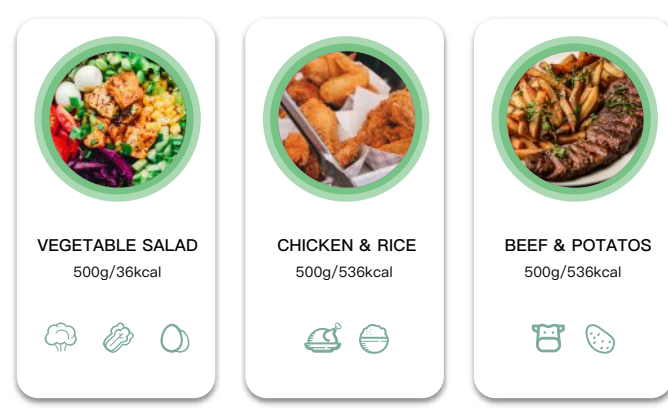 VEGETABLE SALAD
500g/36kcal
CHICKEN & RICE
500g/536kcal
BEEF & POTATOS
500g/536kcal